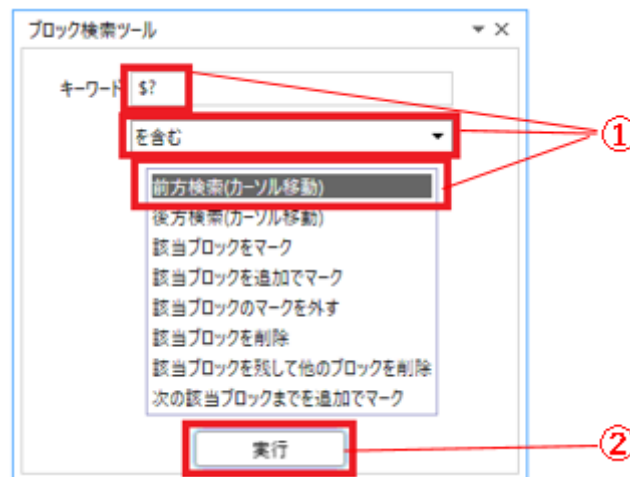 ブロック検索ツール
キーワード $?
を含む
①
前方検索(カーソル移動)
後方検索(カーソル移動)
該当ブロックをマーク
該当ブロックを追加でマーク
該当ブロックのマークを外す
該当ブロックを削除
該当ブロックを残して他のブロックを削除
次の該当ブロックまでを追加でマーク
実行
②